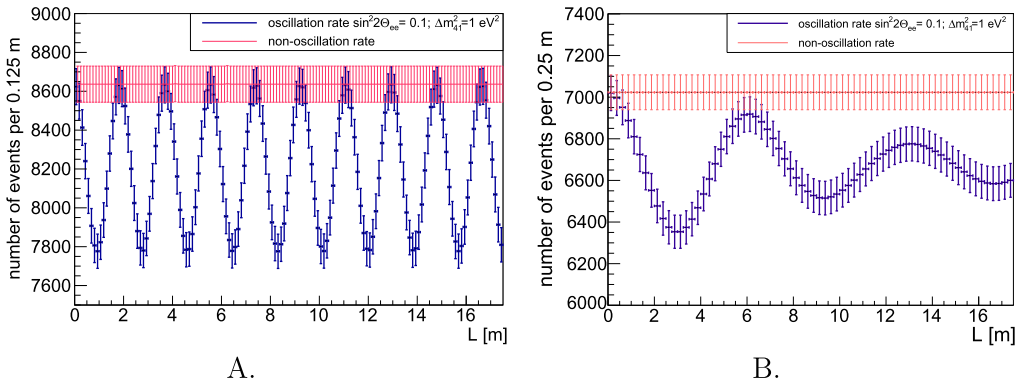 oscillation rate sin²2Θee= 0.1; Δm²41=1 eV²
non-oscillation rate
number of events per 0.125 m
9000
8800
8600
8400
8200
8000
7800
7600
0 2 4 6 8 10 12 14 16
L [m]
A.
oscillation rate sin²2Θee= 0.1; Δm²41=1 eV²
non-oscillation rate
number of events per 0.25 m
7400
7200
7000
6800
6600
6400
6200
6000
0 2 4 6 8 10 12 14 16
L [m]
B.